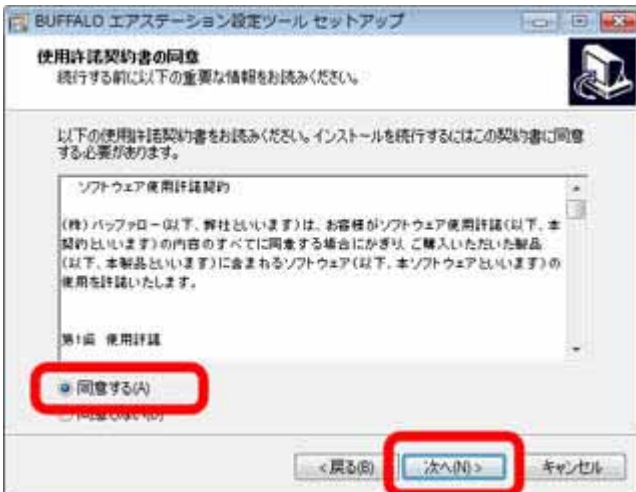 BUFFALO エアステーション設定ツール セットアップ
使用許諾契約書の同意
続行する前に以下の重要な情報をお読みください。
以下の使用許諾契約書をお読みください。インストールを続行するにはこの契約書に同意
する必要があります。
ソフトウェア使用許諾契約
(株)バッファロー(以下、弊社といいます)は、お客様がソフトウェア使用許諾(以下、本
契約といいます)の内容のすべてに同意する場合にかぎり、ご購入いただいた製品
(以下、本製品といいます)に含まれるソフトウェア(以下、本ソフトウェアといいます)の
使用を許諾いたします。
第1編 使用許諾
同意する(A)
同意しない(D)
<戻る(B)
次へ(N)>
キャンセル